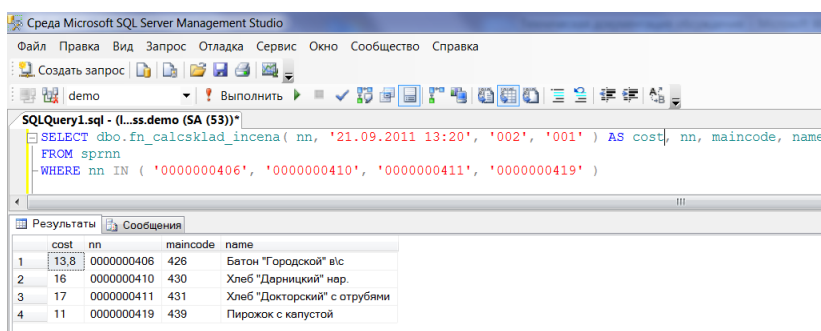 Среда Microsoft SQL Server Management Studio
Файл Правка Вид Запрос Отладка Сервис Окно Сообщество Справка
Создать запрос
demo Выполнить
SQLQuery1.sql - (l...ss.demo (SA (53))*
SELECT dbo.fn_calcsklad_incena( nn, '21.09.2011 13:20', '002', '001' ) AS cost, nn, maincode, name
FROM sprnn
WHERE nn IN ( '0000000406', '0000000410', '0000000411', '0000000419' )
Результаты Сообщения
cost nn maincode name
1 13,8 0000000406 426 Батон "Городской" в\с
2 16 0000000410 430 Хлеб "Дарницкий" нар.
3 17 0000000411 431 Хлеб "Докторский" с отрубями
4 11 0000000419 439 Пирожок с капустой